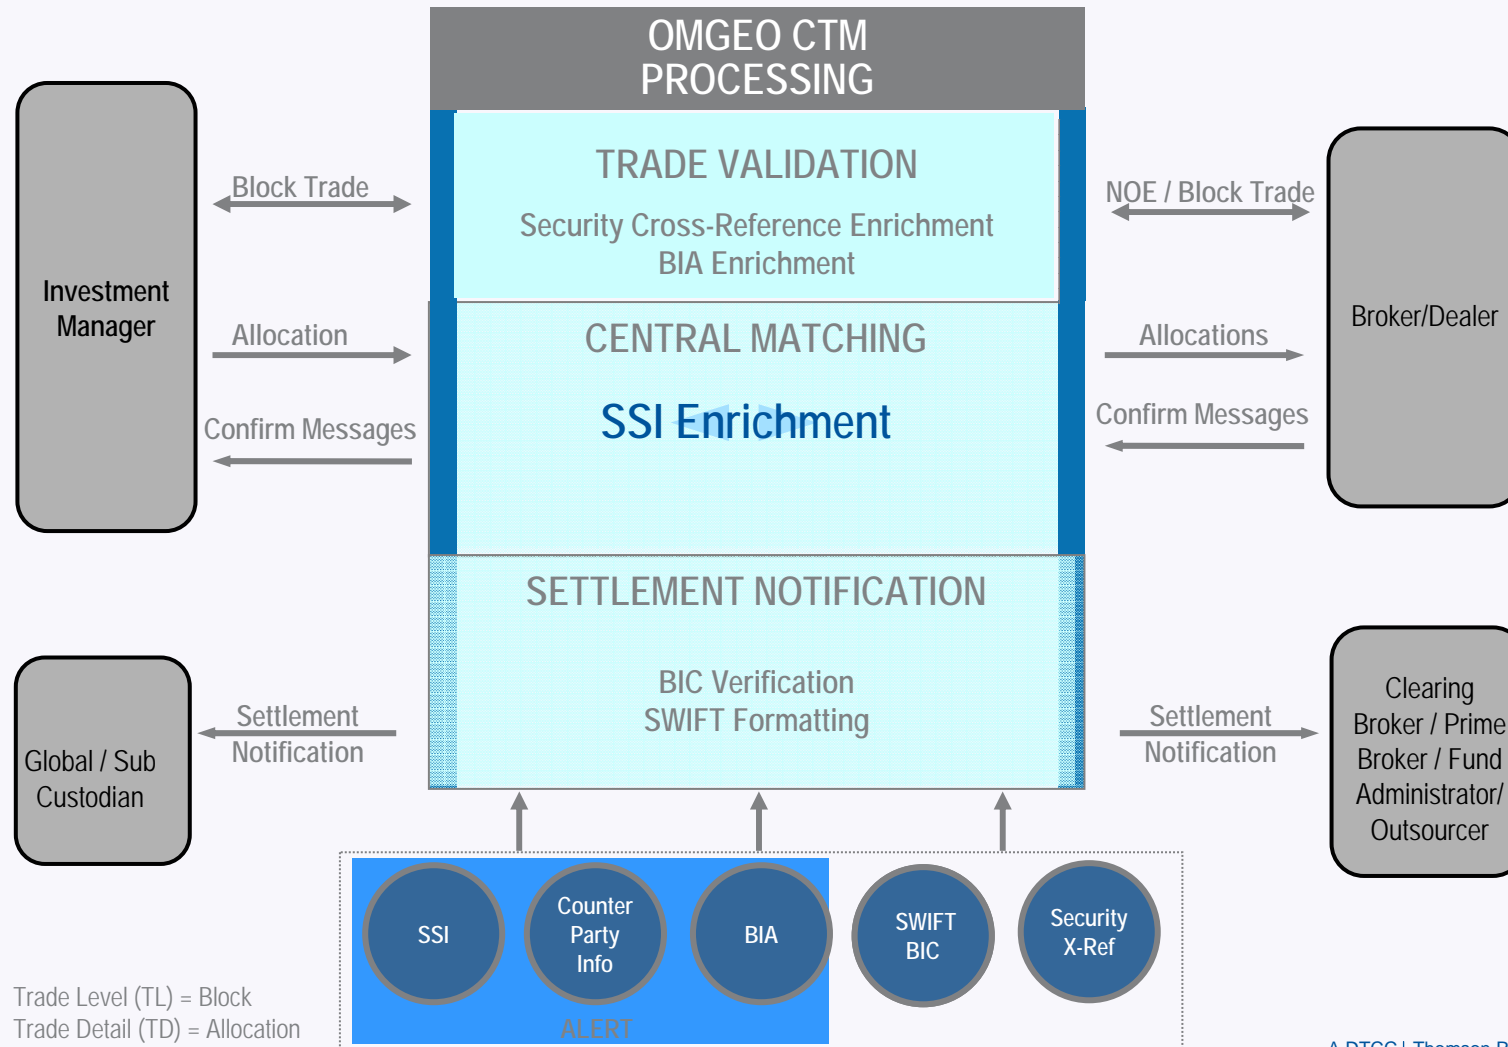 OMGEO CTM
PROCESSING
TRADE VALIDATION
Security Cross-Reference Enrichment
BIA Enrichment
CENTRAL MATCHING
SSI Enrichment
SETTLEMENT NOTIFICATION
BIC Verification
SWIFT Formatting
Investment
Manager
Block Trade
Allocation
Confirm Messages
NOE / Block Trade
Allocations
Confirm Messages
Broker/Dealer
Global / Sub
Custodian
Settlement
Notification
Settlement
Notification
Clearing
Broker / Prime
Broker / Fund
Administrator/
Outsourcer
SSI
Counter
Party
Info
BIA
SWIFT
BIC
Security
X-Ref
ALERT
Trade Level (TL) = Block
Trade Detail (TD) = Allocation
A DTCC | Thomson